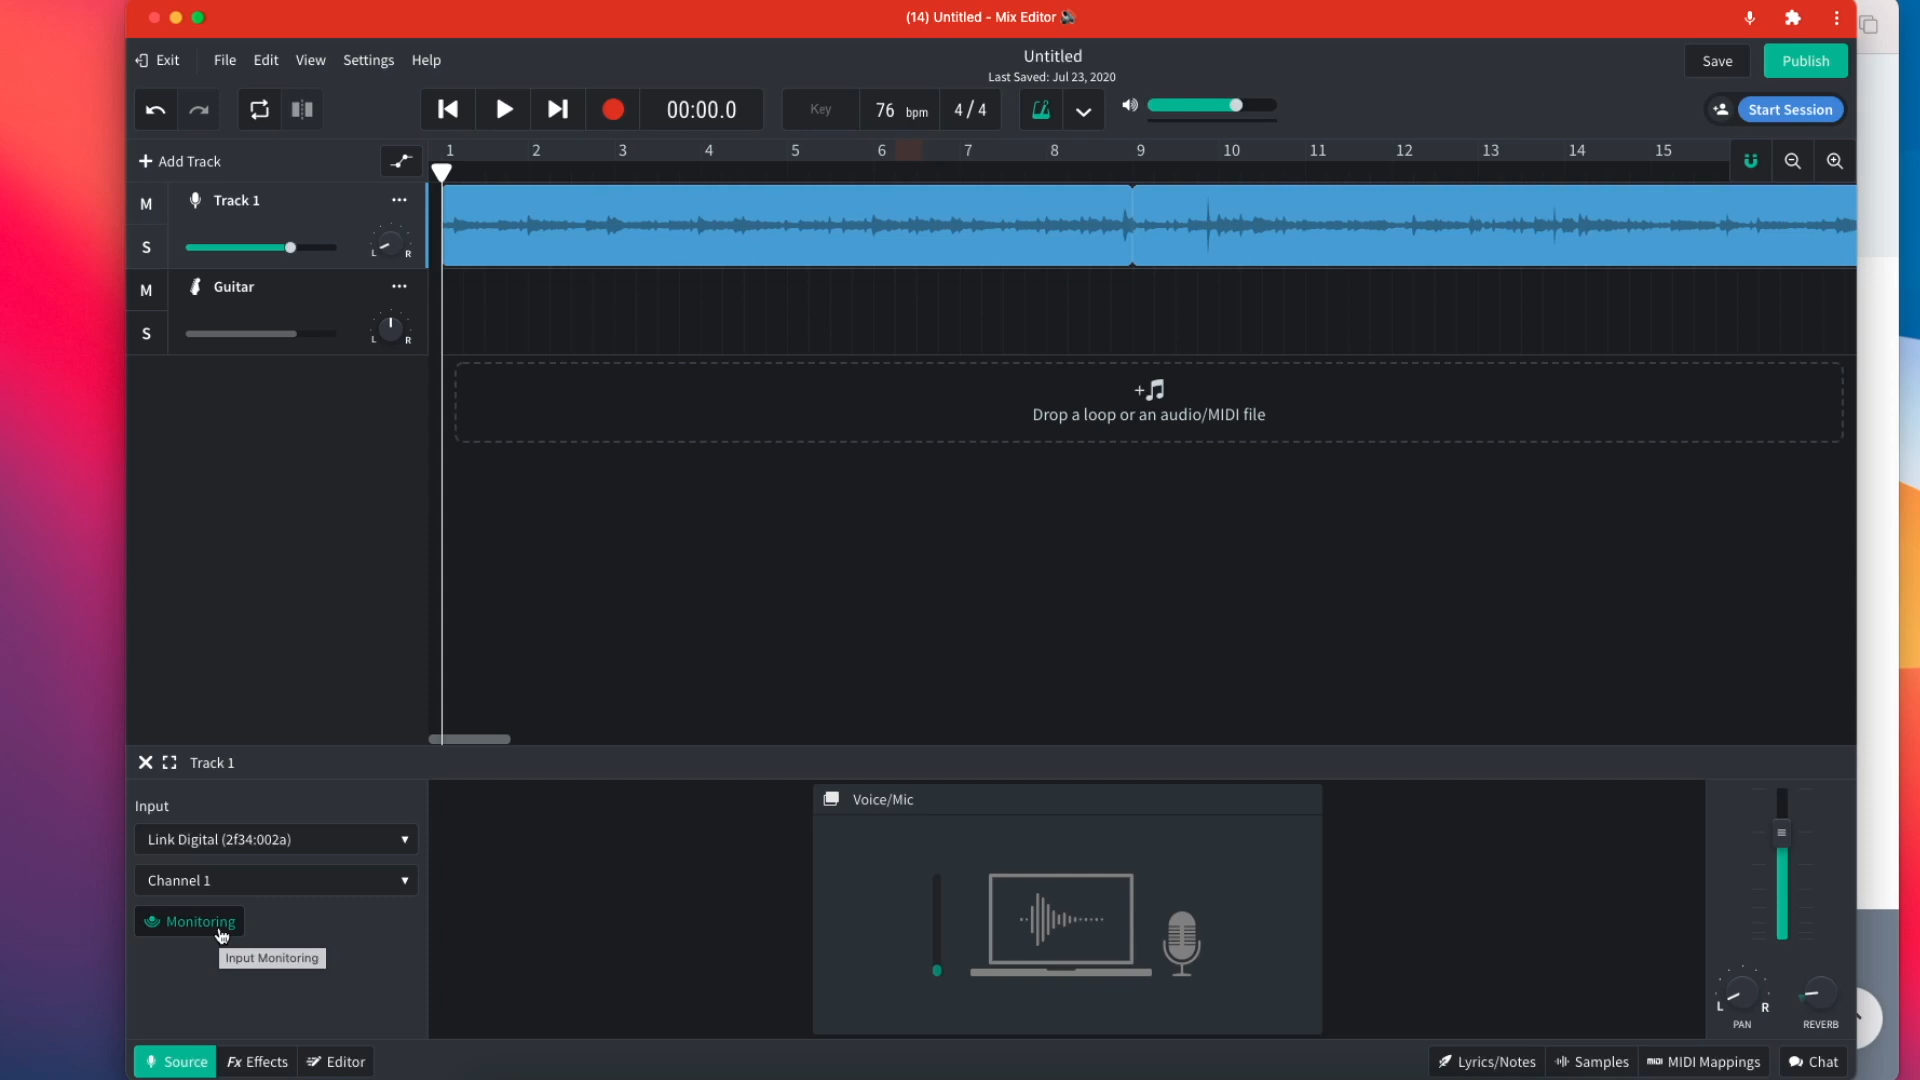 (14) Untitled - Mix Editor
Exit File Edit View Settings Help
Untitled
Last Saved: Jul 23, 2020
Save Publish
00:00.0 Key 76 bpm 4/4
Start Session
+ Add Track
1 2 3 4 5 6 7 8 9 10 11 12 13 14 15
M Track 1
S L R
M Guitar
S L R
Drop a loop or an audio/MIDI file
Track 1
Input
Link Digital (2f34:002a)
Channel 1
Monitoring
Input Monitoring
Voice/Mic
L R
PAN REVERB
Source Fx Effects Editor
Lyrics/Notes Samples MIDI MIDI Mappings Chat